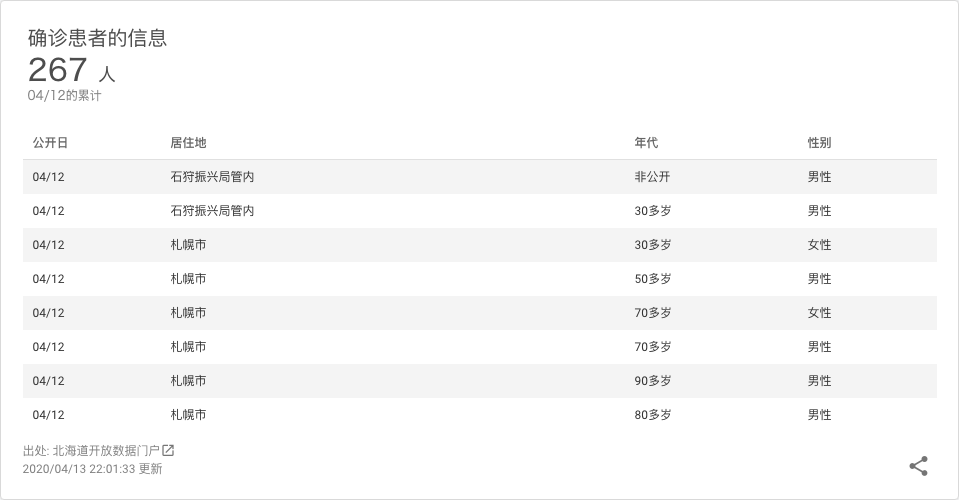 确诊患者的信息
267 人
04/12的累计
公开日 居住地 年代 性别
04/12 石狩振兴局管内 非公开 男性
04/12 石狩振兴局管内 30多岁 男性
04/12 札幌市 30多岁 女性
04/12 札幌市 50多岁 男性
04/12 札幌市 70多岁 女性
04/12 札幌市 70多岁 男性
04/12 札幌市 90多岁 男性
04/12 札幌市 80多岁 男性
出处: 北海道开放数据门户
2020/04/13 22:01:33 更新